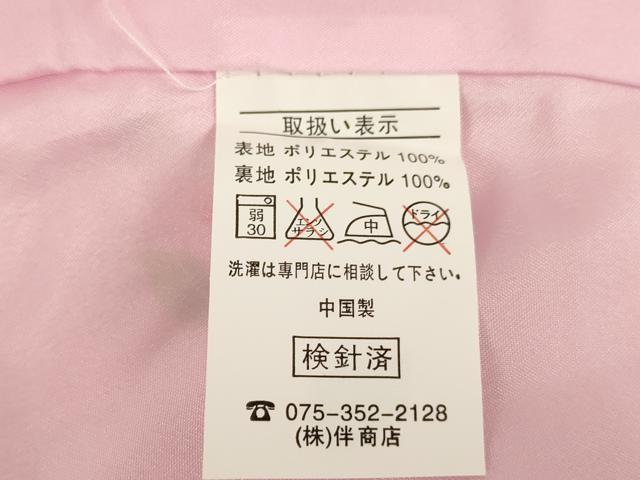 取扱い表示
表地 ポリエステル 100%
裏地 ポリエステル 100%
弱 30 エンソサラシ 中 ドライ
洗濯は専門店に相談して下さい。
中国製
検針済
☎ 075-352-2128
(株)伴商店